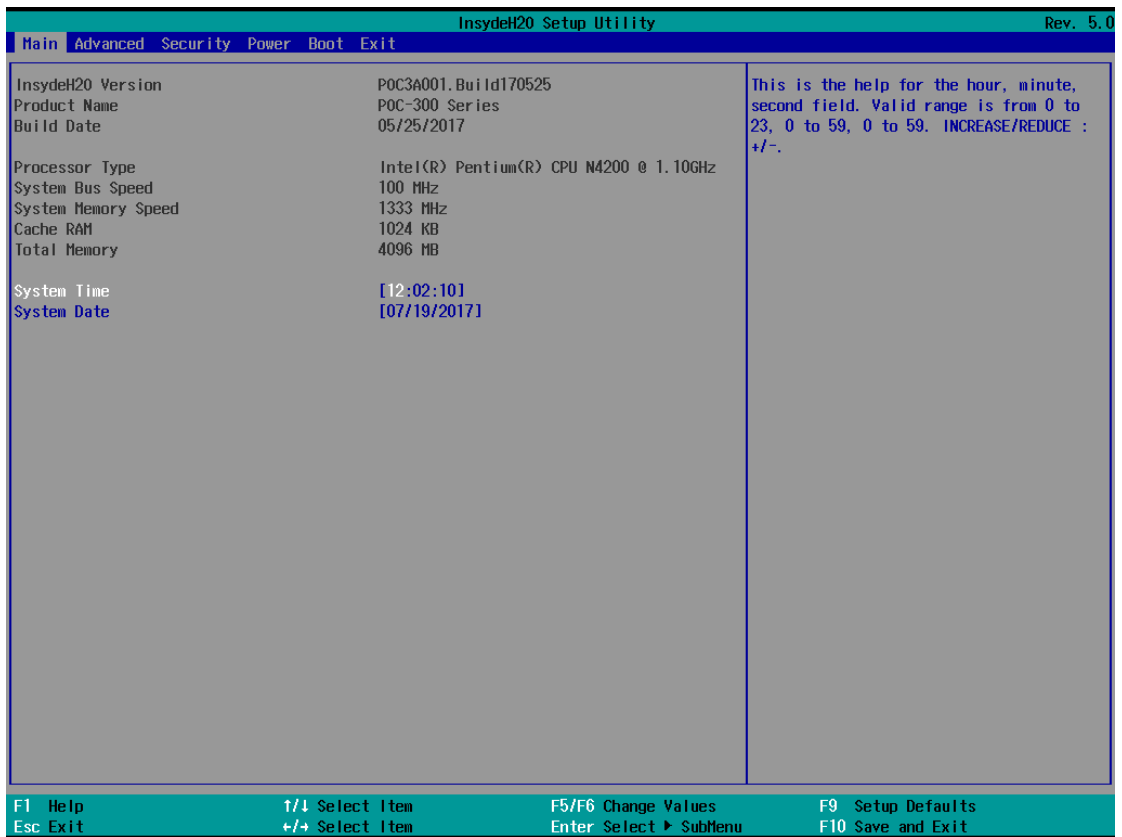 InsydeH20 Setup Utility Rev. 5.0
Main Advanced Security Power Boot Exit
InsydeH20 Version POC3A001.Build170525
Product Name POC-300 Series
Build Date 05/25/2017
Processor Type Intel(R) Pentium(R) CPU N4200 @ 1.10GHz
System Bus Speed 100 MHz
System Memory Speed 1333 MHz
Cache RAM 1024 KB
Total Memory 4096 MB
System Time [12:02:10]
System Date [07/19/2017]
This is the help for the hour, minute,
second field. Valid range is from 0 to
23, 0 to 59, 0 to 59. INCREASE/REDUCE :
+/-.
F1 Help ↑/↓ Select Item F5/F6 Change Values F9 Setup Defaults
Esc Exit ←/→ Select Item Enter Select ▶ SubMenu F10 Save and Exit